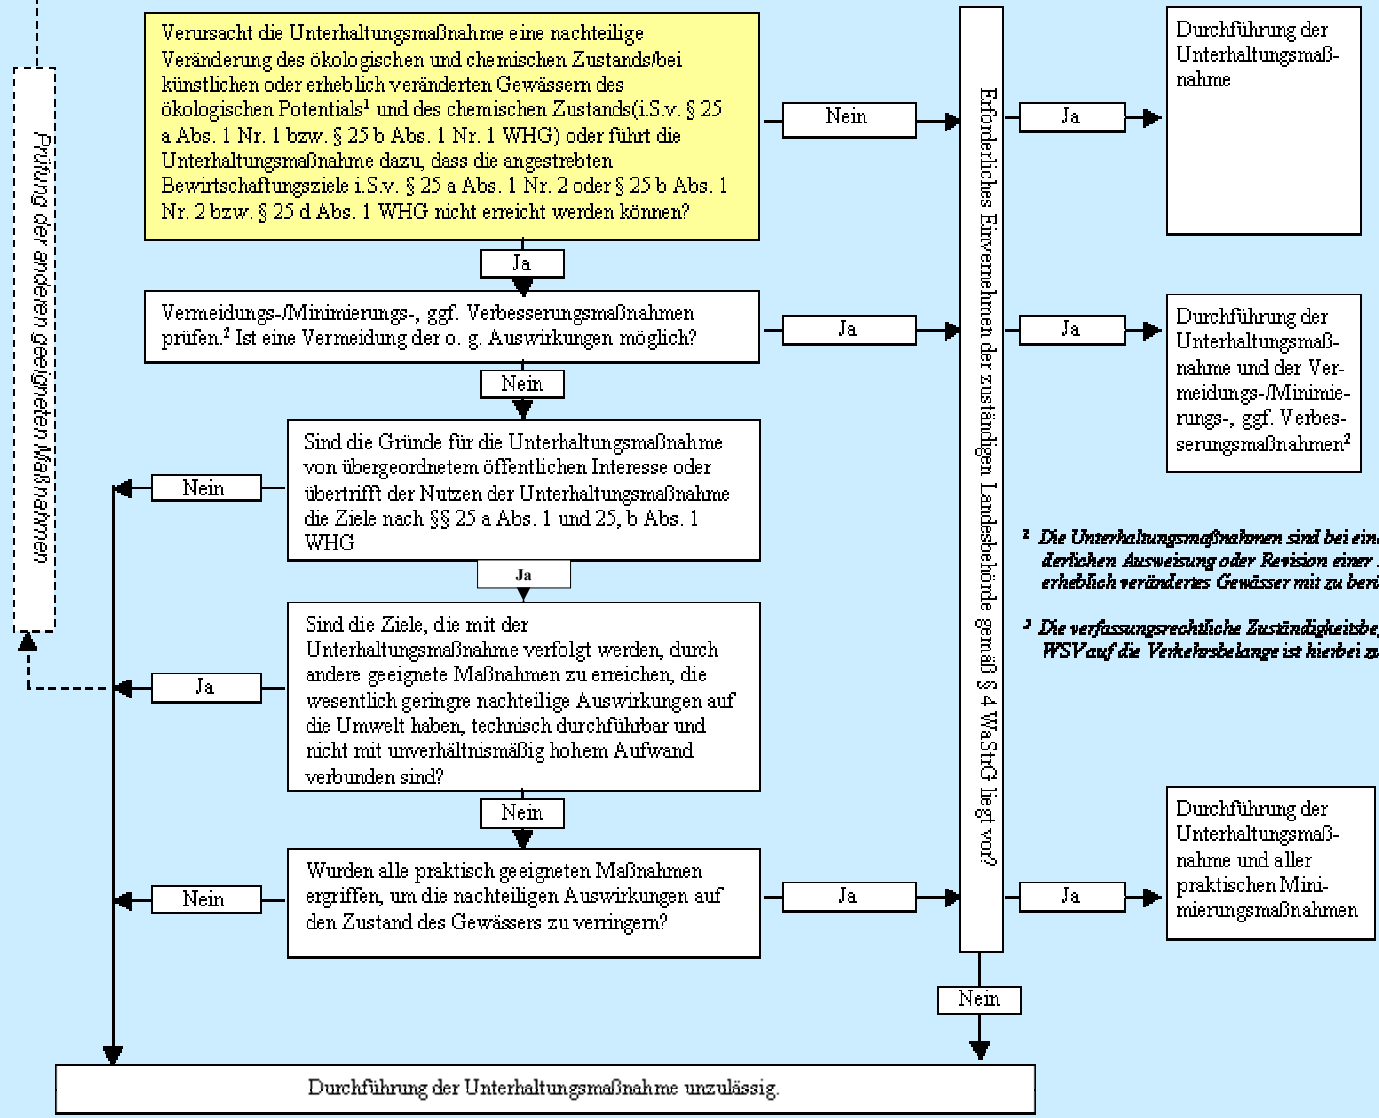 Verursacht die Unterhaltungsmaßnahme eine nachteilige
Veränderung des ökologischen und chemischen Zustands/bei
künstlichen oder erheblich veränderten Gewässern des
ökologischen Potentials¹ und des chemischen Zustands(i.S.v. § 25
a Abs. 1 Nr. 1 bzw. § 25 b Abs. 1 Nr. 1 WHG) oder führt die
Unterhaltungsmaßnahme dazu, dass die angestrebten
Bewirtschaftungsziele i.S.v. § 25 a Abs. 1 Nr. 2 oder § 25 b Abs. 1
Nr. 2 bzw. § 25 d Abs. 1 WHG nicht erreicht werden können?
Nein
Ja
Durchführung der
Unterhaltungsmaß-
nahme
Ja
Vermeidungs-/Minimierungs-, ggf. Verbesserungsmaßnahmen
prüfen.² Ist eine Vermeidung der o. g. Auswirkungen möglich?
Ja
Ja
Durchführung der
Unterhaltungsmaß-
nahme und der Ver-
meidungs-/Minimie-
rungs-, ggf. Verbes-
serungsmaßnahmen²
Nein
Sind die Gründe für die Unterhaltungsmaßnahme
von übergeordnetem öffentlichen Interesse oder
übertrifft der Nutzen der Unterhaltungsmaßnahme
die Ziele nach §§ 25 a Abs. 1 und 25, b Abs. 1
WHG
Nein
Ja
Sind die Ziele, die mit der
Unterhaltungsmaßnahme verfolgt werden, durch
andere geeignete Maßnahmen zu erreichen, die
wesentlich geringre nachteilige Auswirkungen auf
die Umwelt haben, technisch durchführbar und
nicht mit unverhältnismäßig hohem Aufwand
verbunden sind?
Ja
Nein
Wurden alle praktisch geeigneten Maßnahmen
ergriffen, um die nachteiligen Auswirkungen auf
den Zustand des Gewässers zu verringern?
Nein
Ja
Ja
Durchführung der
Unterhaltungsmaß-
nahme und aller
praktischen Mini-
mierungsmaßnahmen
Prüfung der anderen geeigneten Maßnahmen
Erforderliches Einvernehmen der zuständigen Landesbehörde gemäß § 4 WaStrG liegt vor?
Nein
Die Unterhaltungsmaßnahmen sind bei
derlichen Ausweisung oder Revision einer
erheblich verändertes Gewässer mit zu
Die verfassungsrechtliche
WSV auf die Verkehrsbelange ist hierbei
Durchführung der Unterhaltungsmaßnahme unzulässig.